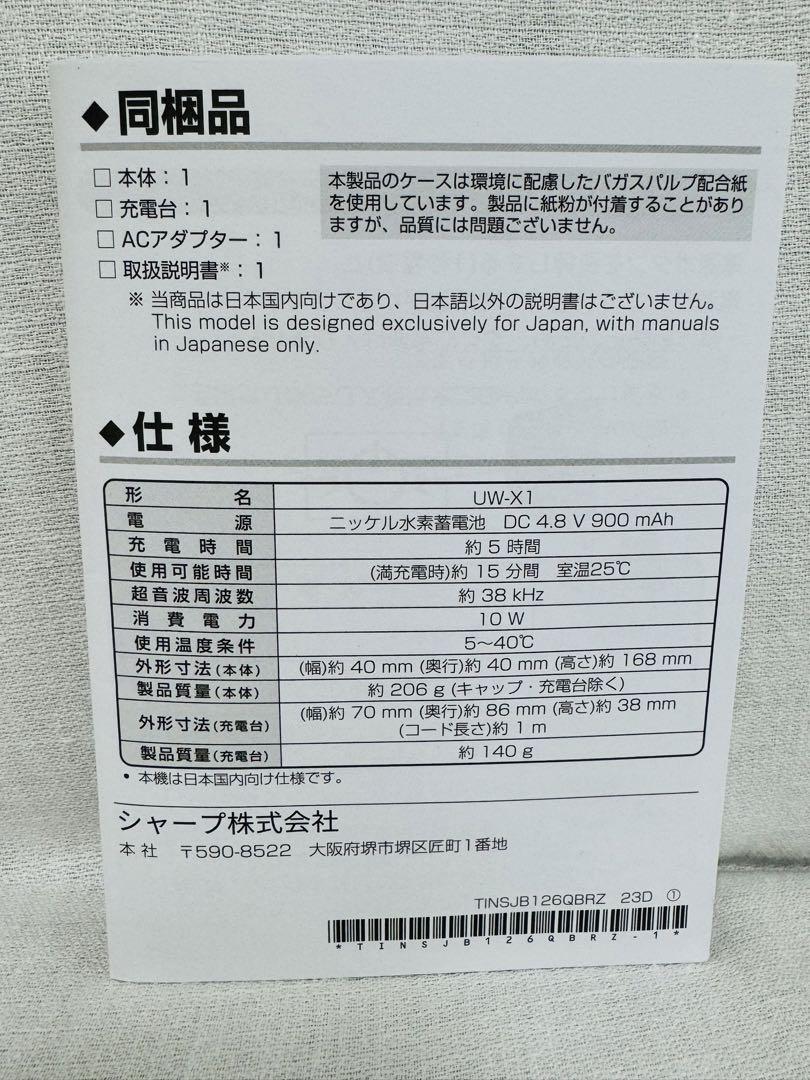 ◆同梱品
□ 本体：1
□ 充電台：1
□ ACアダプター：1
□ 取扱説明書※：1
本製品のケースは環境に配慮したバガスパルプ配合紙
を使用しています。製品に紙粉が付着することがあり
ますが、品質には問題ございません。
※ 当商品は日本国内向けであり、日本語以外の説明書はございません。
This model is designed exclusively for Japan, with manuals
in Japanese only.
◆仕様
形名 UW-X1
電源 ニッケル水素蓄電池 DC 4.8 V 900 mAh
充電時間 約 5 時間
使用可能時間 (満充電時)約 15 分間 室温25℃
超音波周波数 約 38 kHz
消費電力 10 W
使用温度条件 5～40℃
外形寸法(本体) (幅)約 40 mm (奥行)約 40 mm (高さ)約 168 mm
製品質量(本体) 約 206 g (キャップ・充電台除く)
外形寸法(充電台) (幅)約 70 mm (奥行)約 86 mm (高さ)約 38 mm
(コード長さ)約 1 m
製品質量(充電台) 約 140 g
• 本機は日本国内向け仕様です。
シャープ株式会社
本社 〒590-8522 大阪府堺市堺区匠町1番地
TINSJB126QBRZ 23D ①
*TINSJB126QBRZ-1*